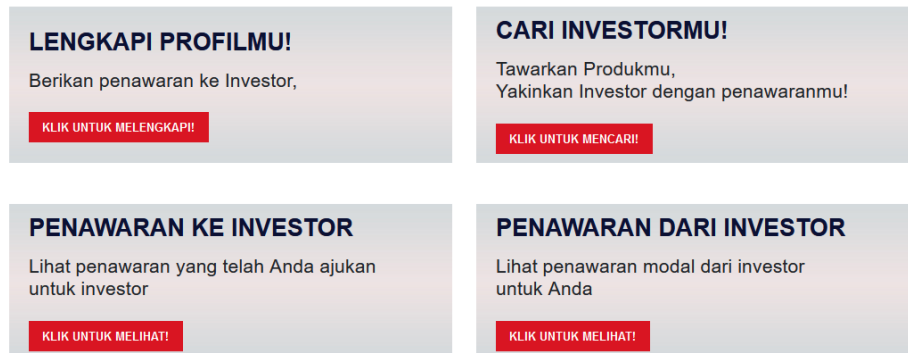 LENGKAPI PROFILMU!
Berikan penawaran ke Investor,
KLIK UNTUK MELENGKAPI!
CARI INVESTORMU!
Tawarkan Produkmu,
Yakinkan Investor dengan penawaranmu!
KLIK UNTUK MENCARI!
PENAWARAN KE INVESTOR
Lihat penawaran yang telah Anda ajukan
untuk investor
KLIK UNTUK MELIHAT!
PENAWARAN DARI INVESTOR
Lihat penawaran modal dari investor
untuk Anda
KLIK UNTUK MELIHAT!